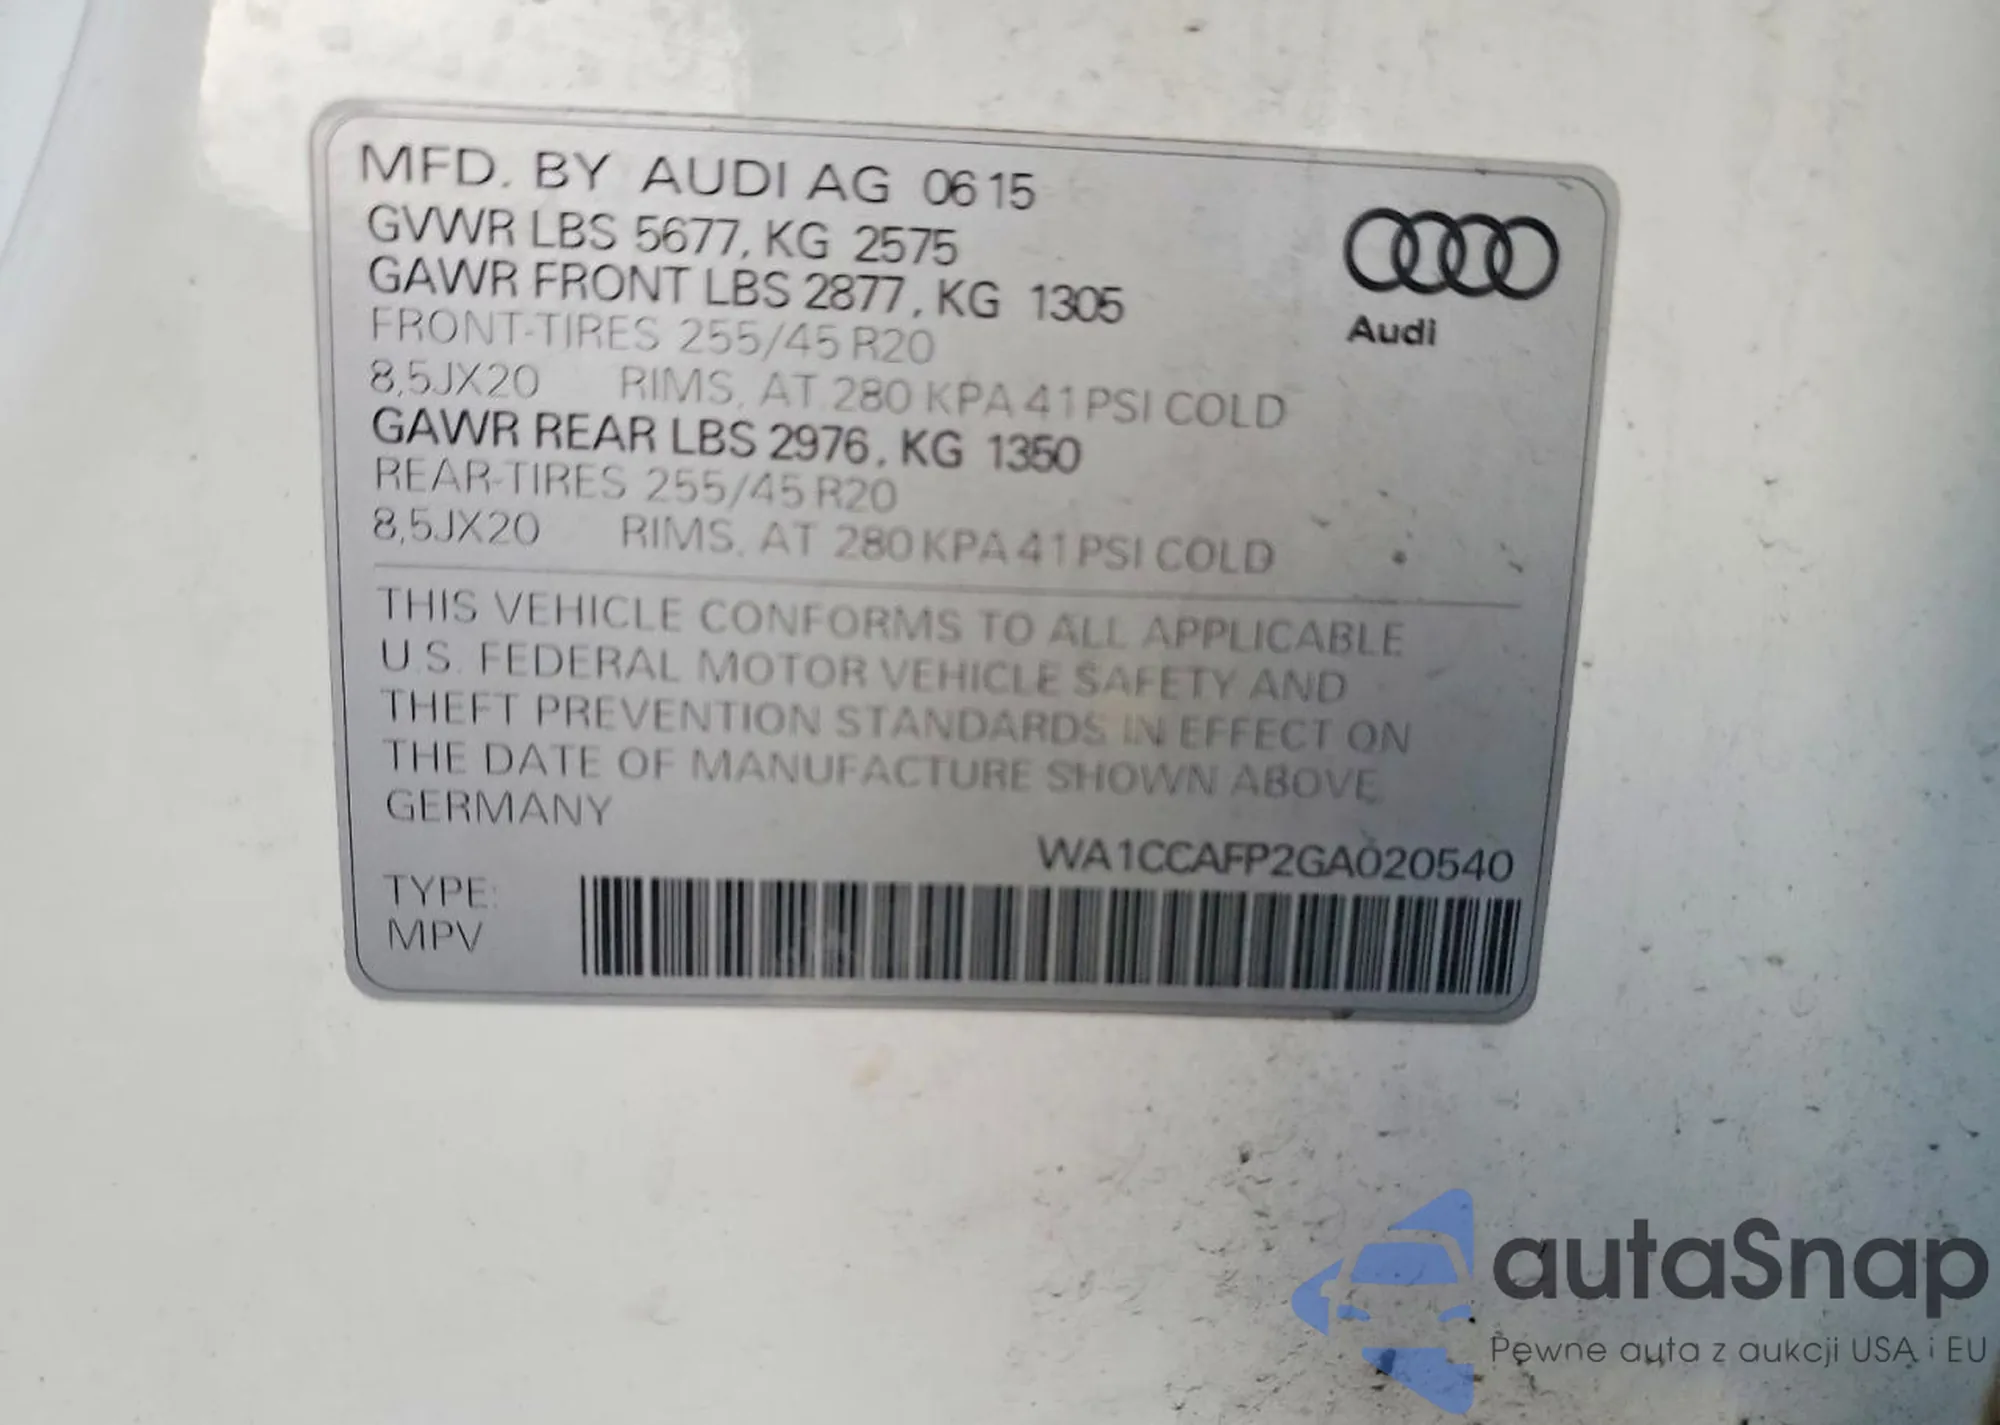 MFD. BY AUDI AG 0615
GVWR LBS 5677, KG 2575
GAWR FRONT LBS 2877, KG 1305
FRONT-TIRES 255/45 R20
8,5JX20 RIMS, AT 280 KPA 41 PSI COLD
GAWR REAR LBS 2976, KG 1350
REAR-TIRES 255/45 R20
8,5JX20 RIMS, AT 280 KPA 41 PSI COLD
Audi
THIS VEHICLE CONFORMS TO ALL APPLICABLE
U.S. FEDERAL MOTOR VEHICLE SAFETY AND
THEFT PREVENTION STANDARDS IN EFFECT ON
THE DATE OF MANUFACTURE SHOWN ABOVE
GERMANY
WA1CCAFP2GA020540
TYPE:
MPV
autaSnap
Pewne auta z aukcji USA i EU